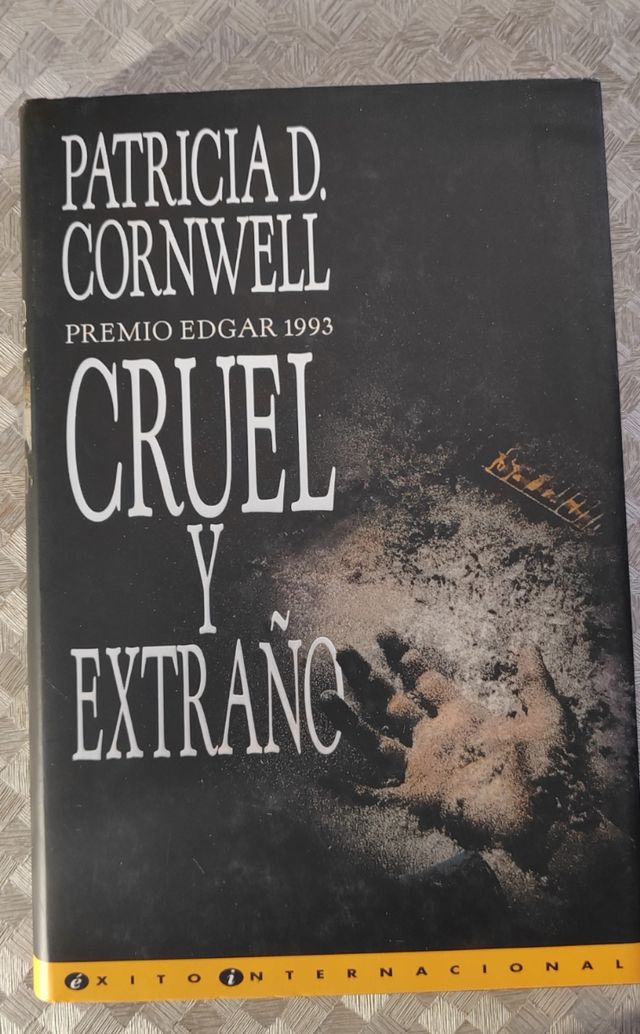 PATRICIA D.
CORNWELL
PREMIO EDGAR 1993
CRUEL
Y
EXTRAÑO
éXITO iNTERNACIONAL